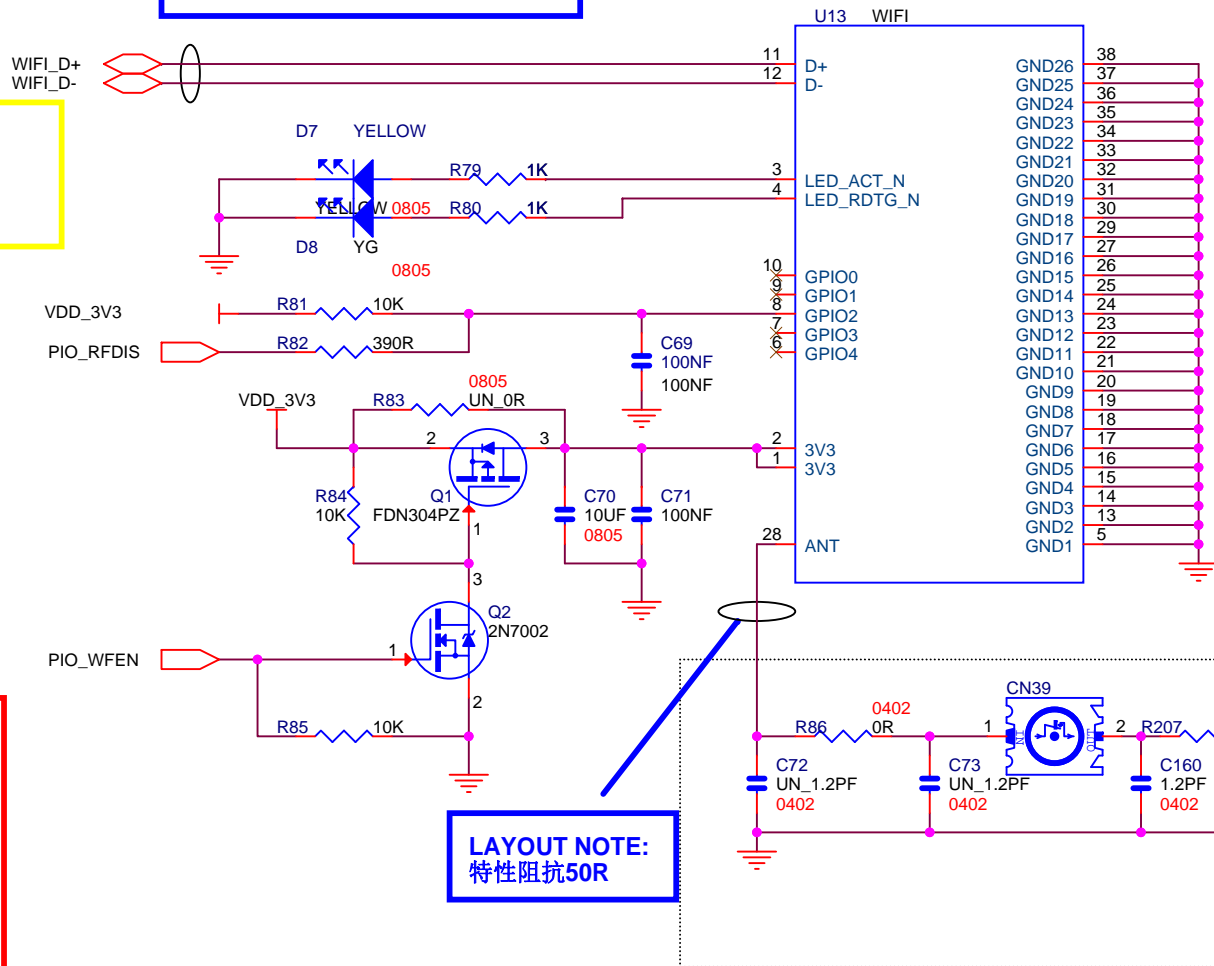 U13 WIFI
WIFI_D+
WIFI_D-
11
12
D+
D-
D7 YELLOW
R79 1K
YELLOW 0805 R80 1K
D8 YG
0805
3
4
LED_ACT_N
LED_RDTG_N
10
9
8
7
6
GPIO0
GPIO1
GPIO2
GPIO3
GPIO4
VDD_3V3
R81 10K
PIO_RFDIS
R82 390R
C69
100NF
100NF
VDD_3V3
R83
0805
UN_0R
2
3
R84
10K
Q1
FDN304PZ
1
C70
10UF
0805
C71
100NF
2
1
3V3
3V3
28
ANT
3
Q2
2N7002
PIO_WFEN
1
2
R85 10K
GND26 38
GND25 37
GND24 36
GND23 35
GND22 34
GND21 33
GND20 32
GND19 31
GND18 30
GND17 29
GND16 27
GND15 26
GND14 25
GND13 24
GND12 23
GND11 22
GND10 21
GND9 20
GND8 19
GND7 18
GND6 17
GND5 16
GND4 15
GND3 14
GND2 13
GND1 5
CN39
R86
0402
0R
1
IN
OUT
2
R207
C72
UN_1.2PF
0402
C73
UN_1.2PF
0402
C160
1.2PF
0402
LAYOUT NOTE:
特性阻抗50R